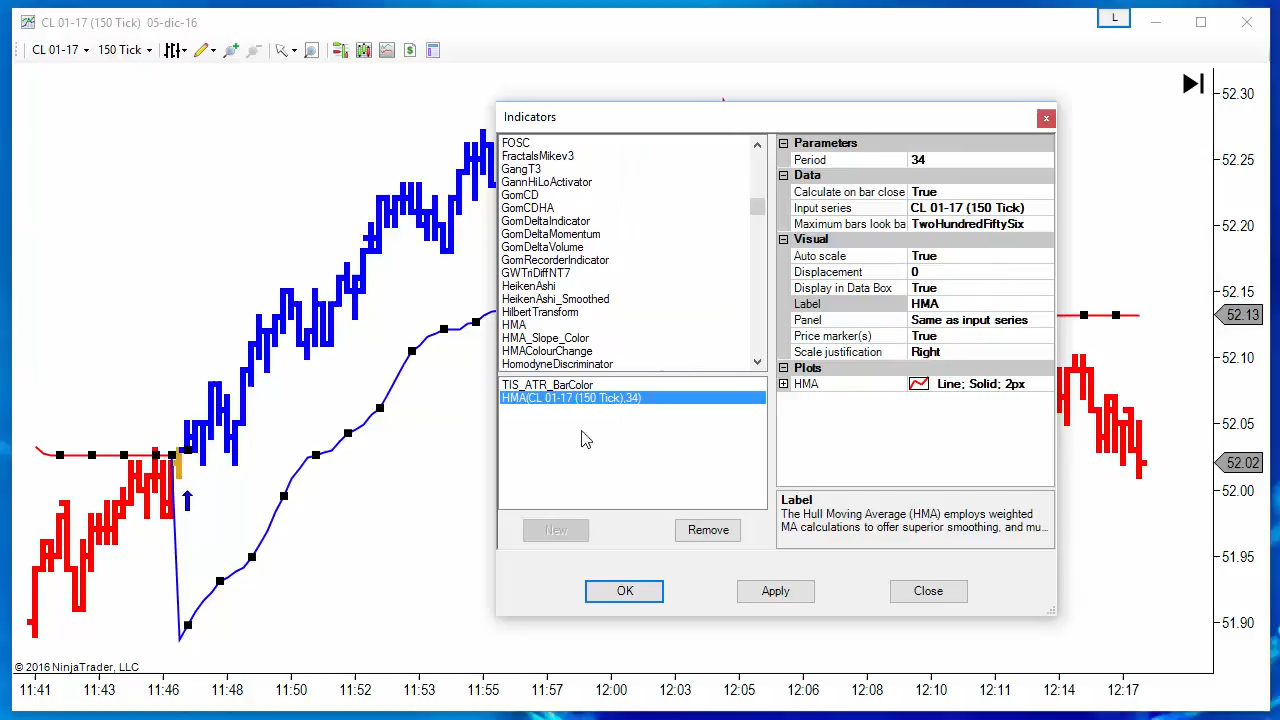 CL 01-17 (150 Tick) 05-dic-16
L
CL 01-17
150 Tick
Indicators
x
FOSC
FractalsMikev3
GangT3
GannHiLoActivator
GomCD
GomCDHA
GomDeltaIndicator
GomDeltaMomentum
GomDeltaVolume
GomRecorderIndicator
GWTriDiffNT7
HeikenAshi
HeikenAshi_Smoothed
HilbertTransform
HMA
HMA_Slope_Color
HMAColourChange
HomodyneDiscriminator
TIS_ATR_BarColor
HMA(CL 01-17 (150 Tick),34)
New
Remove
Parameters
Period 34
Data
Calculate on bar close True
Input series CL 01-17 (150 Tick)
Maximum bars look ba TwoHundredFiftySix
Visual
Auto scale True
Displacement 0
Display in Data Box True
Label HMA
Panel Same as input series
Price marker(s) True
Scale justification Right
Plots
HMA Line; Solid; 2px
Label
The Hull Moving Average (HMA) employs weighted
MA calculations to offer superior smoothing, and mu...
OK
Apply
Close
52.30
52.25
52.20
52.15
52.13
52.10
52.05
52.02
52.00
51.95
51.90
© 2016 NinjaTrader, LLC
11:41 11:43 11:46 11:48 11:50 11:52 11:53 11:55 11:57 12:00 12:03 12:05 12:06 12:08 12:10 12:11 12:14 12:17